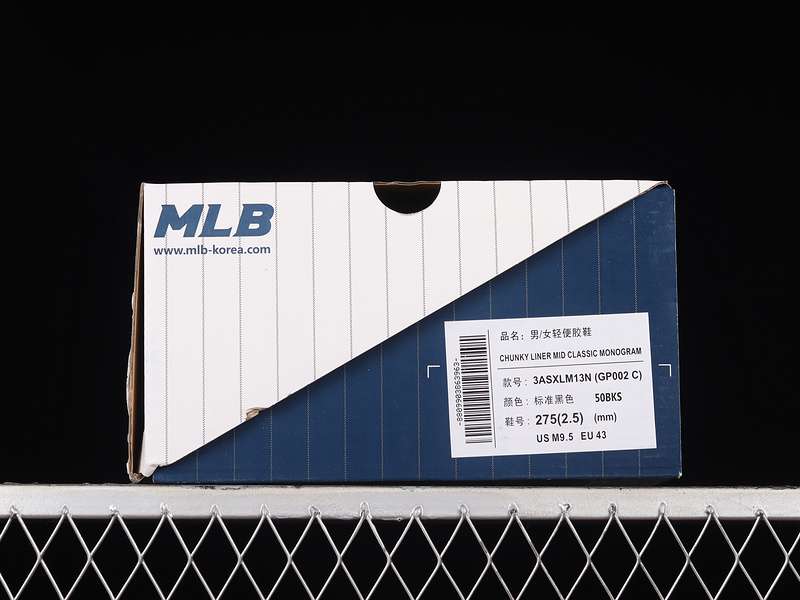 MLB
www.mlb-korea.com
品名：男/女轻便胶鞋
CHUNKY LINER MID CLASSIC MONOGRAM
款号：3ASXLM13N (GP002 C)
颜色：标准黑色 50BKS
鞋号：275(2.5) (mm)
US M9.5 EU 43
-8809903863963-